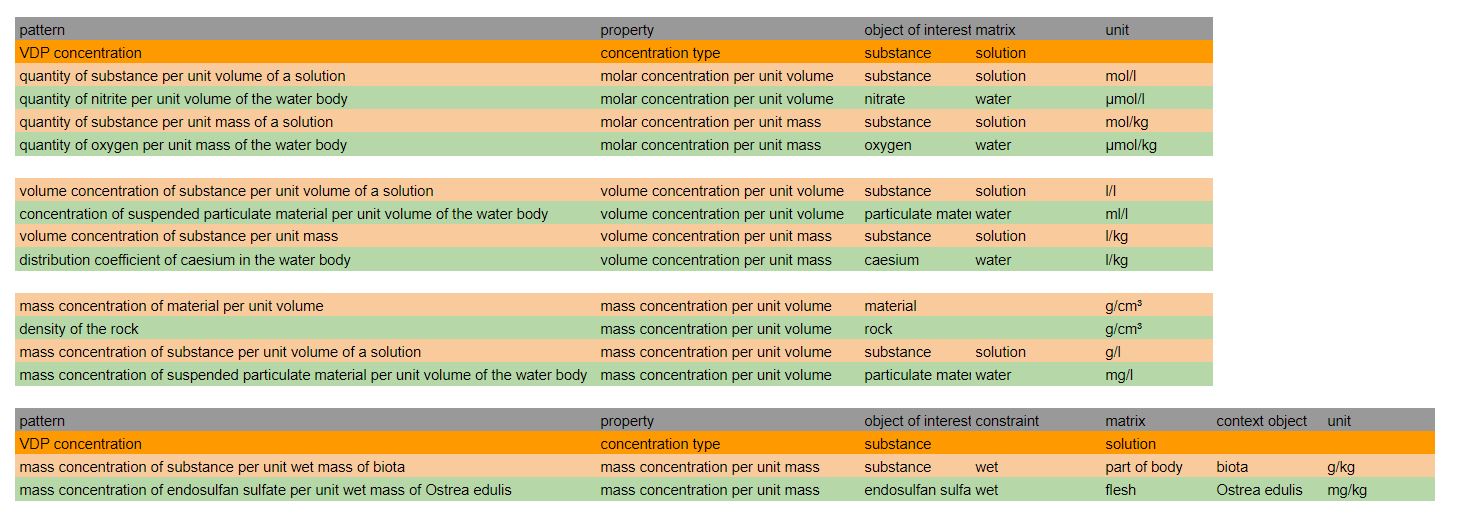 pattern property object of interest matrix unit
VDP concentration concentration type substance solution
quantity of substance per unit volume of a solution molar concentration per unit volume substance solution mol/l
quantity of nitrite per unit volume of the water body molar concentration per unit volume nitrate water µmol/l
quantity of substance per unit mass of a solution molar concentration per unit mass substance solution mol/kg
quantity of oxygen per unit mass of the water body molar concentration per unit mass oxygen water µmol/kg
volume concentration of substance per unit volume of a solution volume concentration per unit volume substance solution l/l
concentration of suspended particulate material per unit volume of the water body volume concentration per unit volume particulate mater water ml/l
volume concentration of substance per unit mass volume concentration per unit mass substance solution l/kg
distribution coefficient of caesium in the water body volume concentration per unit mass caesium water l/kg
mass concentration of material per unit volume mass concentration per unit volume material g/cm³
density of the rock mass concentration per unit volume rock g/cm³
mass concentration of substance per unit volume of a solution mass concentration per unit volume substance solution g/l
mass concentration of suspended particulate material per unit volume of the water body mass concentration per unit volume particulate mater water mg/l
pattern property object of interest constraint matrix context object unit
VDP concentration concentration type substance solution
mass concentration of substance per unit wet mass of biota mass concentration per unit mass substance wet part of body biota g/kg
mass concentration of endosulfan sulfate per unit wet mass of Ostrea edulis mass concentration per unit mass endosulfan sulfa wet flesh Ostrea edulis mg/kg